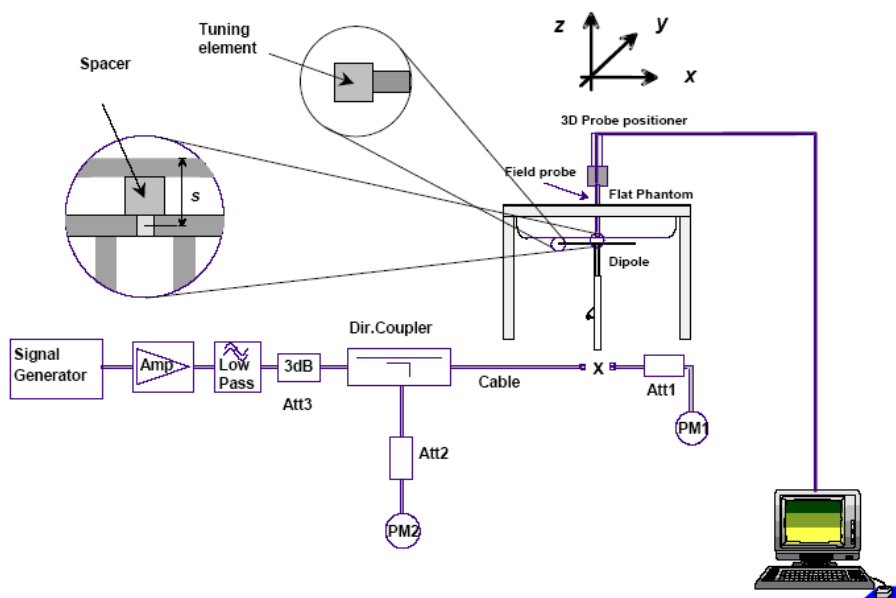 Tuning
element
Spacer
s
z
y
x
3D Probe positioner
Field probe
Flat Phantom
Dipole
Signal
Generator
Amp
Low
Pass
3dB
Att3
Dir.Coupler
Cable
X
Att1
PM1
Att2
PM2